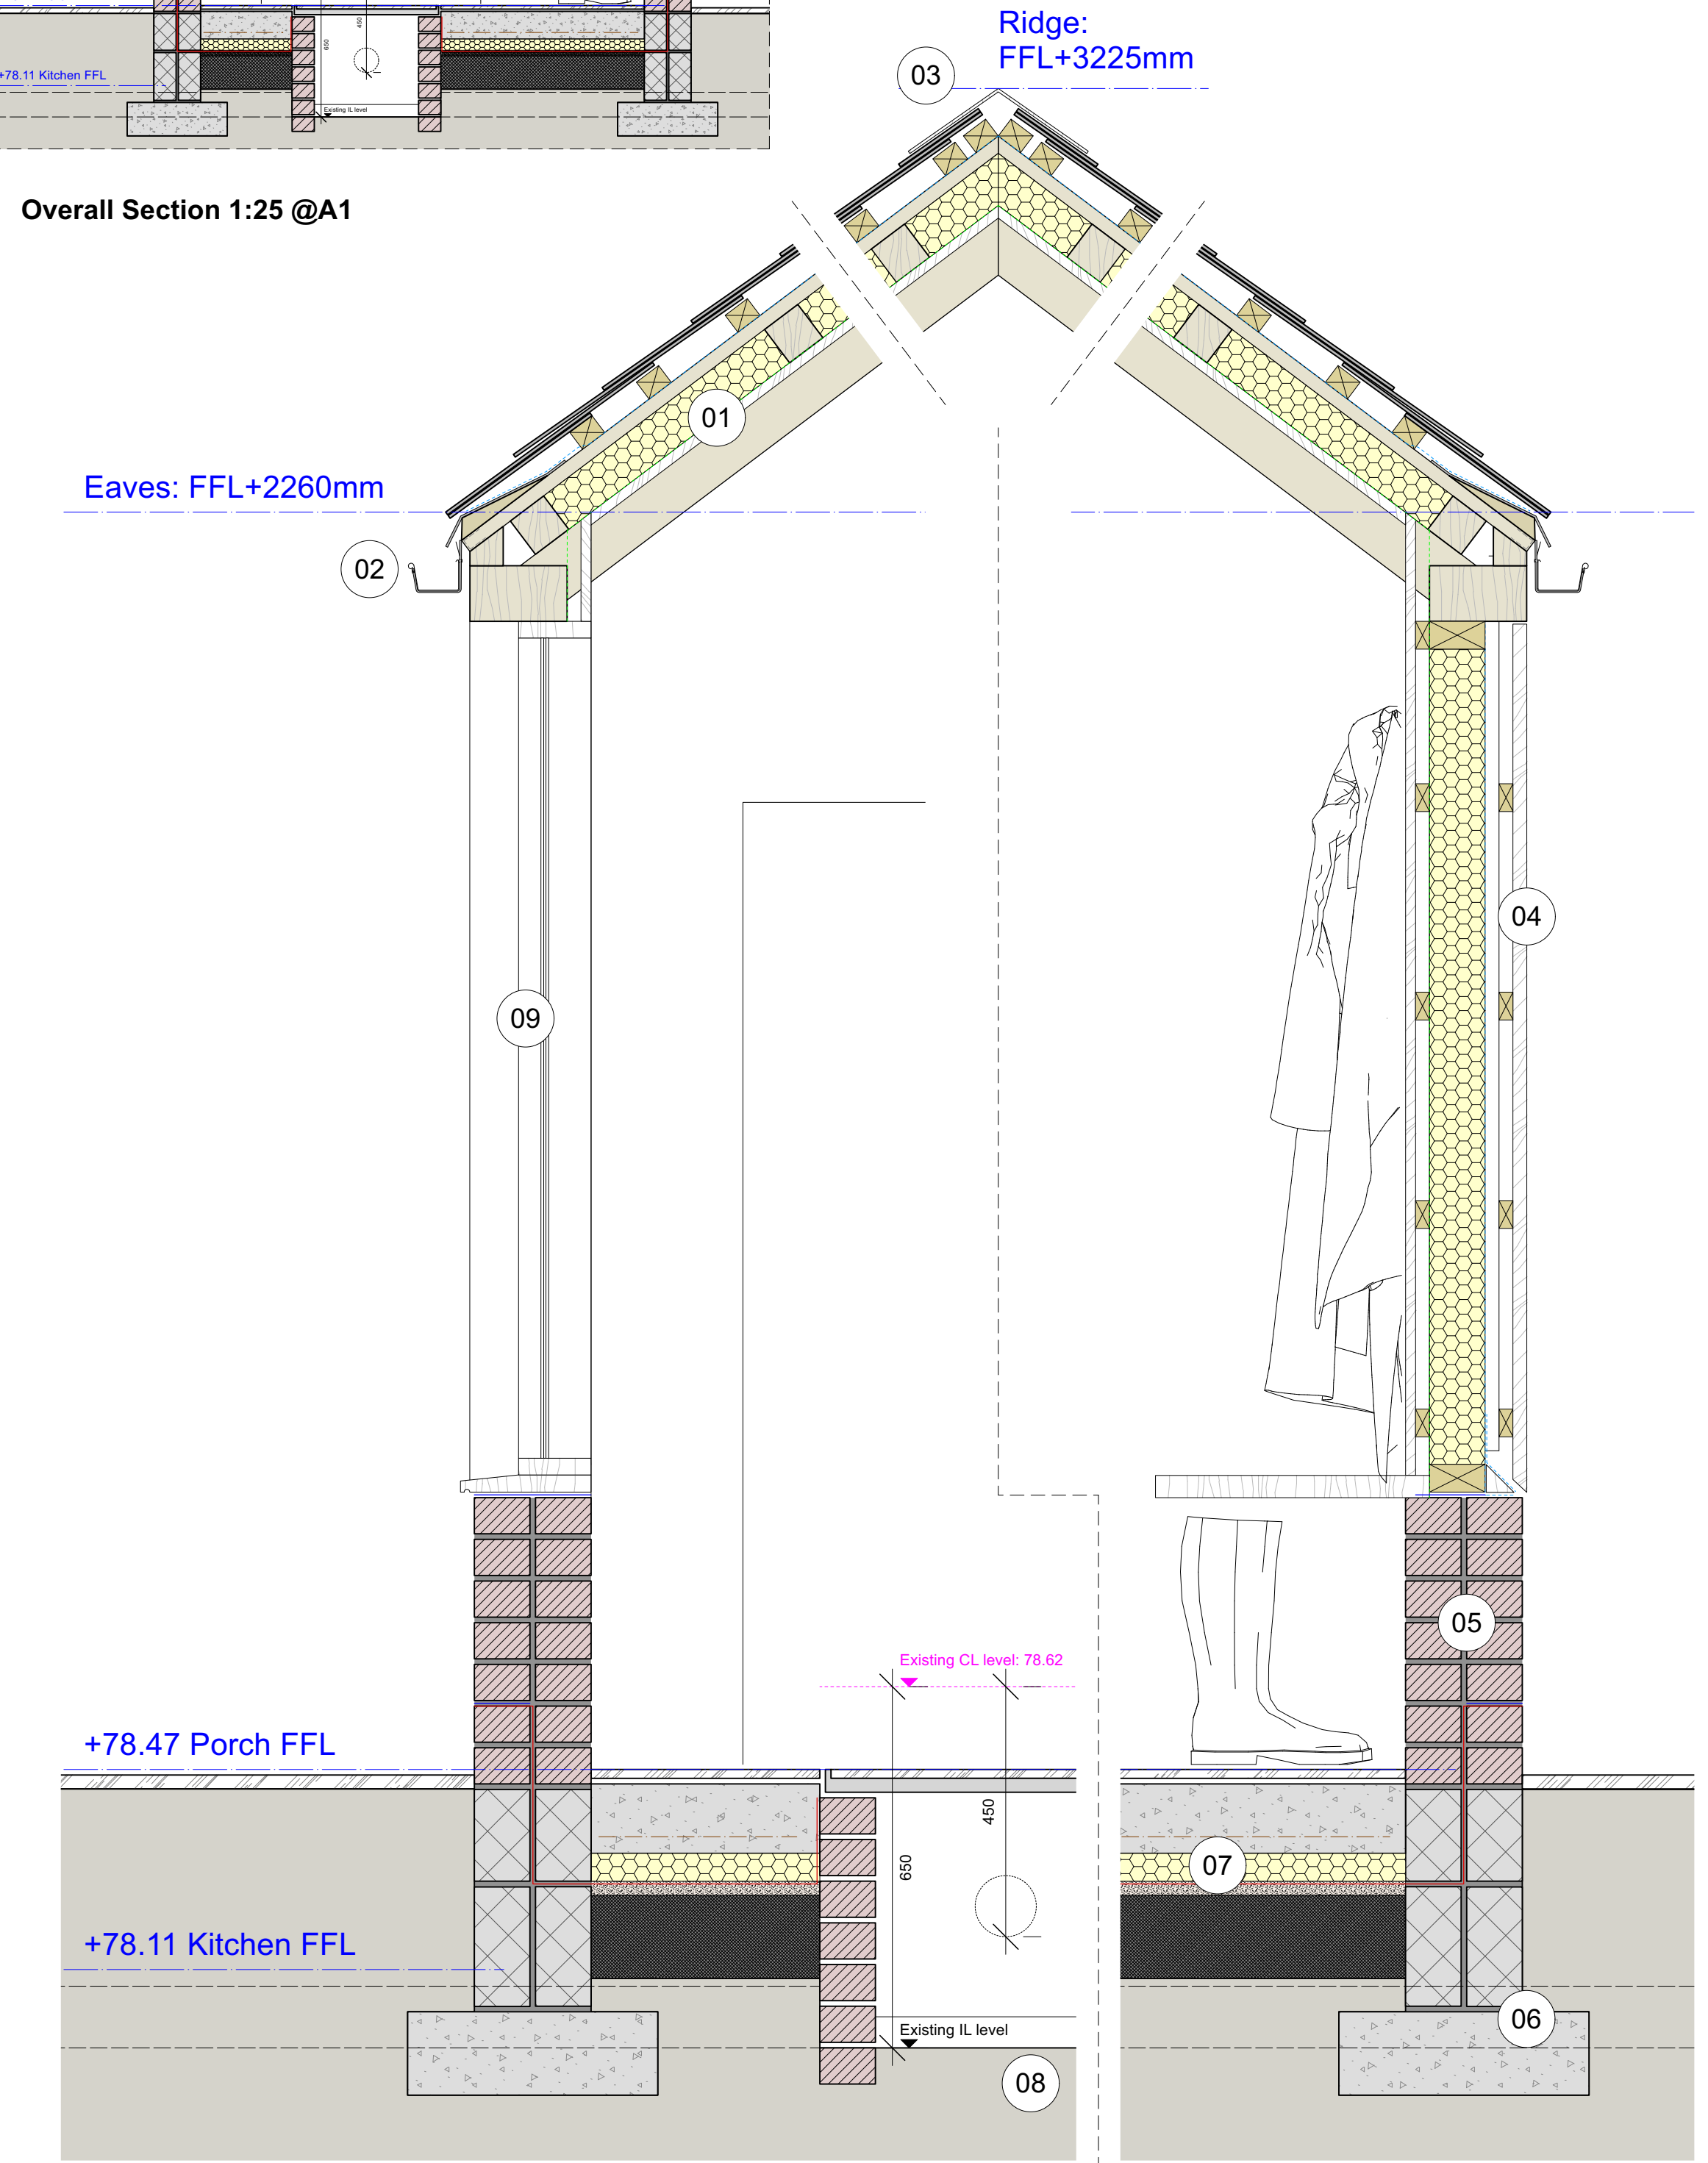 450
650
+78.11 Kitchen FFL
Existing IL level
Overall Section 1:25 @A1
Ridge:
FFL+3225mm
03
01
Eaves: FFL+2260mm
02
04
09
05
Existing CL level: 78.62
+78.47 Porch FFL
450
650
07
+78.11 Kitchen FFL
06
Existing IL level
08